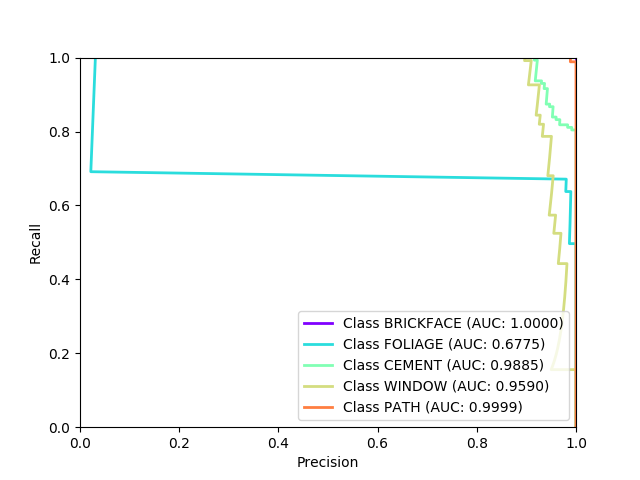 1.0
0.8
0.6
0.4
0.2
0.0
Recall
Class BRICKFACE (AUC: 1.0000)
Class FOLIAGE (AUC: 0.6775)
Class CEMENT (AUC: 0.9885)
Class WINDOW (AUC: 0.9590)
Class PATH (AUC: 0.9999)
0.0 0.2 0.4 0.6 0.8 1.0
Precision